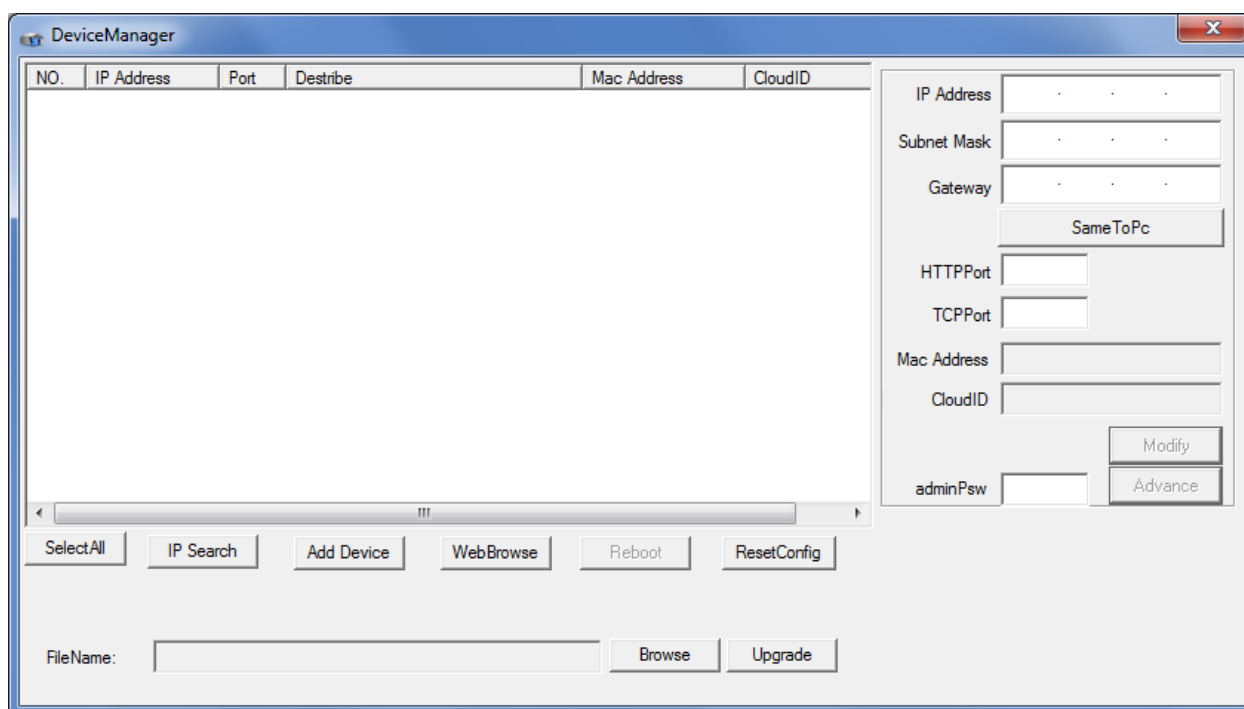 DeviceManager
NO. IP Address Port Destribe Mac Address CloudID
IP Address
Subnet Mask
Gateway
SameToPc
HTTPPort
TCPPort
Mac Address
CloudID
Modify
adminPsw Advance
SelectAll IP Search Add Device WebBrowse Reboot ResetConfig
FileName: Browse Upgrade